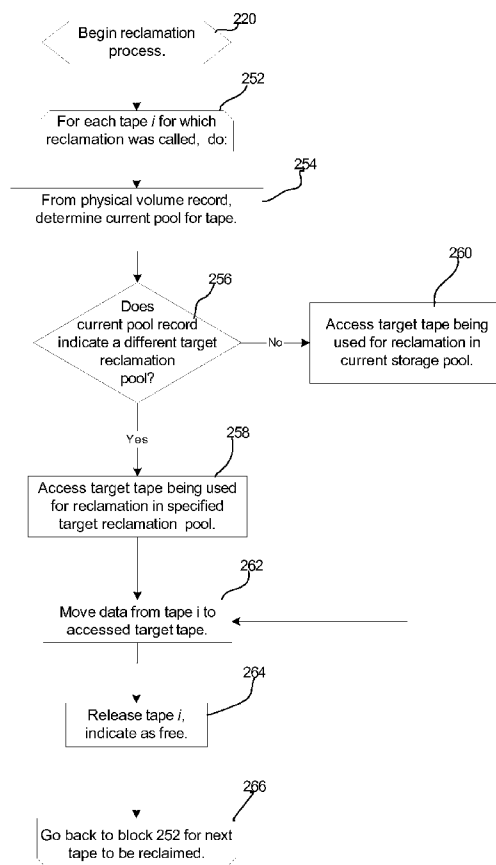 220
Begin reclamation
process.
252
For each tape i for which
reclamation was called, do:
254
From physical volume record,
determine current pool for tape.
256
Does
current pool record
indicate a different target
reclamation
pool?
No
260
Access target tape being
used for reclamation in
current storage pool.
Yes
258
Access target tape being used
for reclamation in specified
target reclamation pool.
262
Move data from tape i to
accessed target tape.
264
Release tape i,
indicate as free.
266
Go back to block 252 for next
tape to be reclaimed.